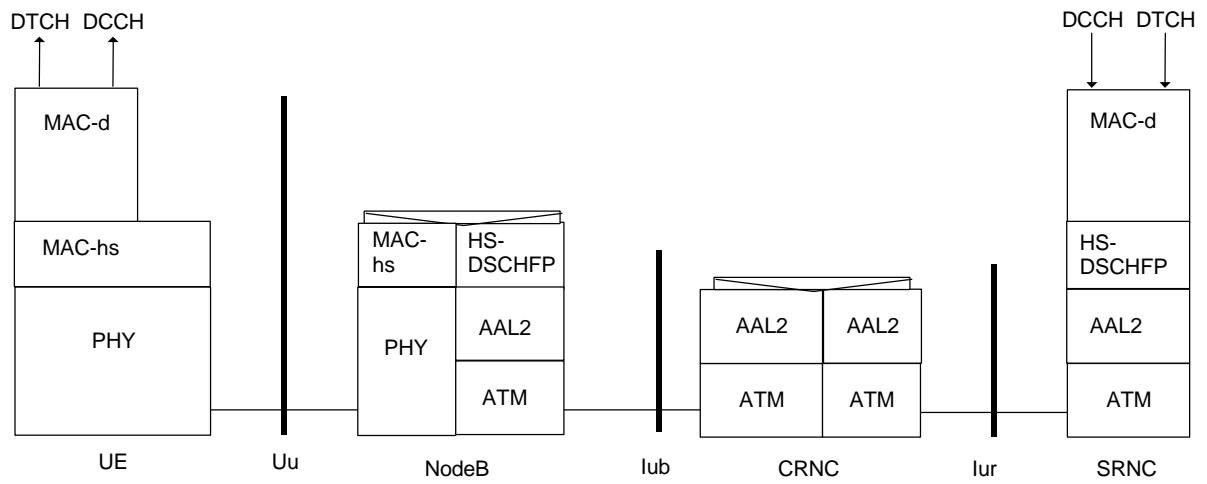 DTCH DCCH
DCCH DTCH
MAC-d
MAC-d
MAC-hs
MAC-
hs
HS-
DSCHFP
HS-
DSCHFP
PHY
PHY
AAL2
AAL2
AAL2
AAL2
ATM
ATM
ATM
ATM
UE
Uu
NodeB
Iub
CRNC
Iur
SRNC